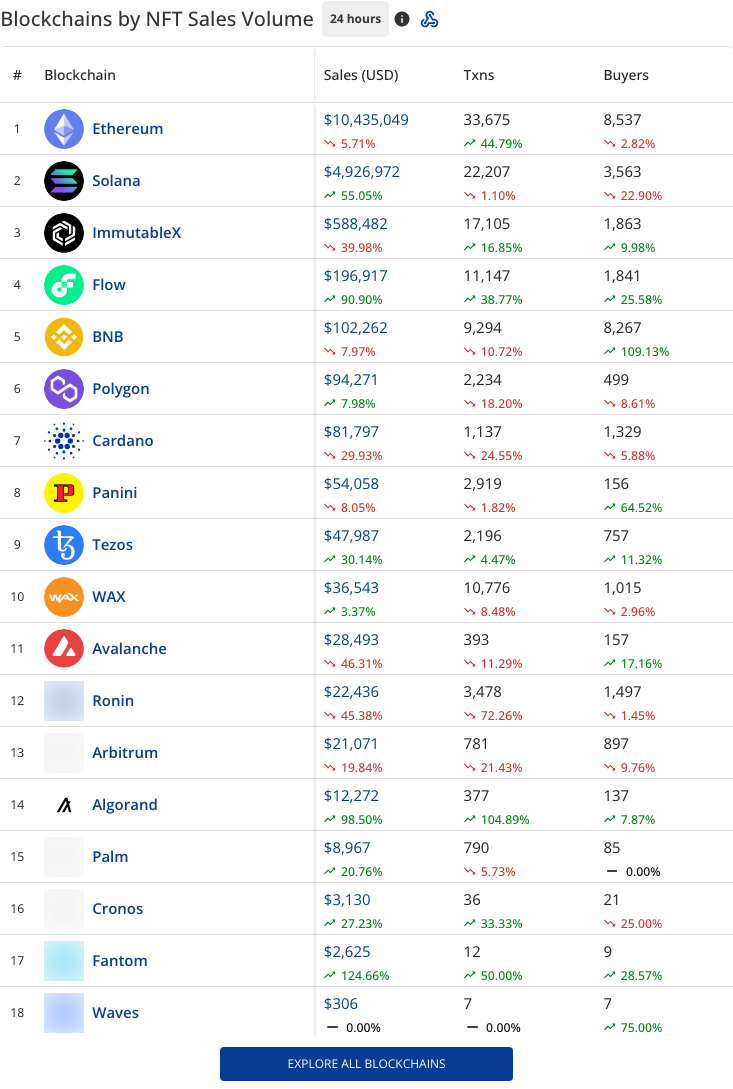 Blockchains by NFT Sales Volume 24 hours
# Blockchain Sales (USD) Txns Buyers
1 Ethereum $10,435,049 33,675 8,537
5.71% 44.79% 2.82%
2 Solana $4,926,972 22,207 3,563
55.05% 1.10% 22.90%
3 ImmutableX $588,482 17,105 1,863
39.98% 16.85% 9.98%
4 Flow $196,917 11,147 1,841
90.90% 38.77% 25.58%
5 BNB $102,262 9,294 8,267
7.97% 10.72% 109.13%
6 Polygon $94,271 2,234 499
7.98% 18.20% 8.61%
7 Cardano $81,797 1,137 1,329
29.93% 24.55% 5.88%
8 P Panini $54,058 2,919 156
8.05% 1.82% 64.52%
9 Tezos $47,987 2,196 757
30.14% 4.47% 11.32%
10 WAX WAX $36,543 10,776 1,015
3.37% 8.48% 2.96%
11 Avalanche $28,493 393 157
46.31% 11.29% 17.16%
12 Ronin $22,436 3,478 1,497
45.38% 72.26% 1.45%
13 Arbitrum $21,071 781 897
19.84% 21.43% 9.76%
14 Algorand $12,272 377 137
98.50% 104.89% 7.87%
15 Palm $8,967 790 85
20.76% 5.73% 0.00%
16 Cronos $3,130 36 21
27.23% 33.33% 25.00%
17 Fantom $2,625 12 9
124.66% 50.00% 28.57%
18 Waves $306 7 7
0.00% 0.00% 75.00%
EXPLORE ALL BLOCKCHAINS